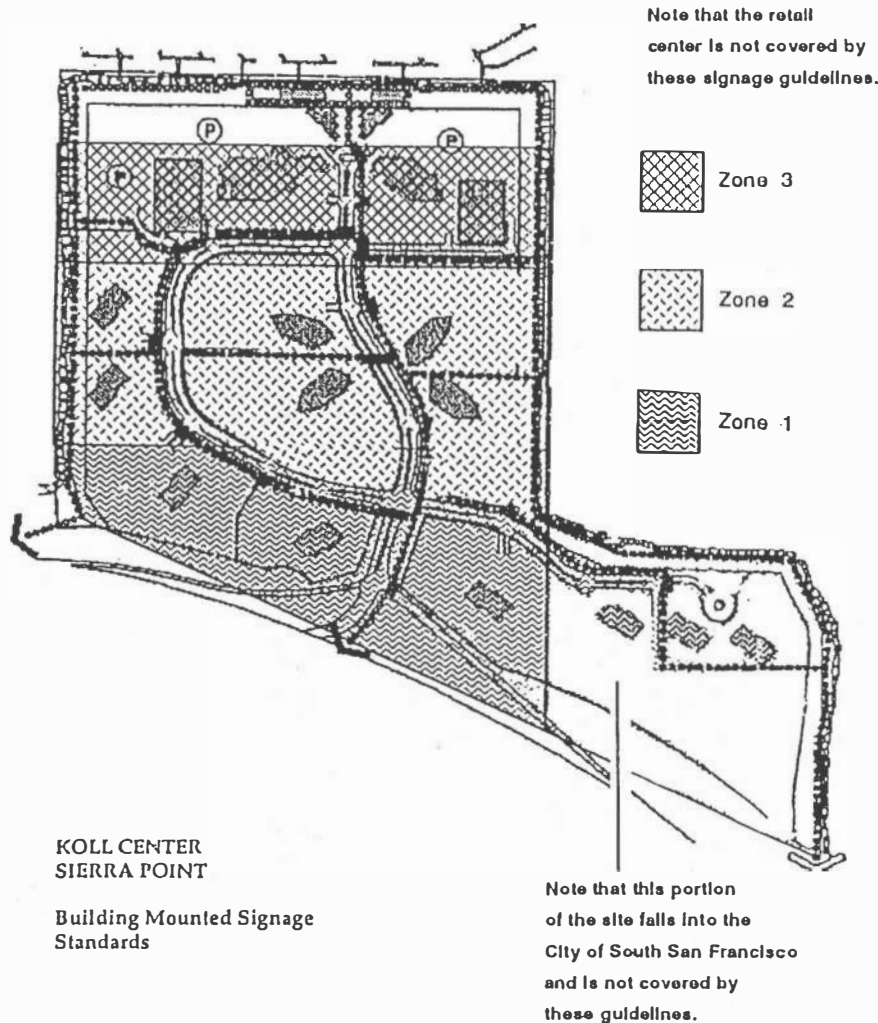 Note that the retail
center is not covered by
these signage guidelines.
P
P
P
Zone 3
Zone 2
Zone 1
KOLL CENTER
SIERRA POINT
Building Mounted Signage
Standards
Note that this portion
of the site falls into the
City of South San Francisco
and is not covered by
these guidelines.